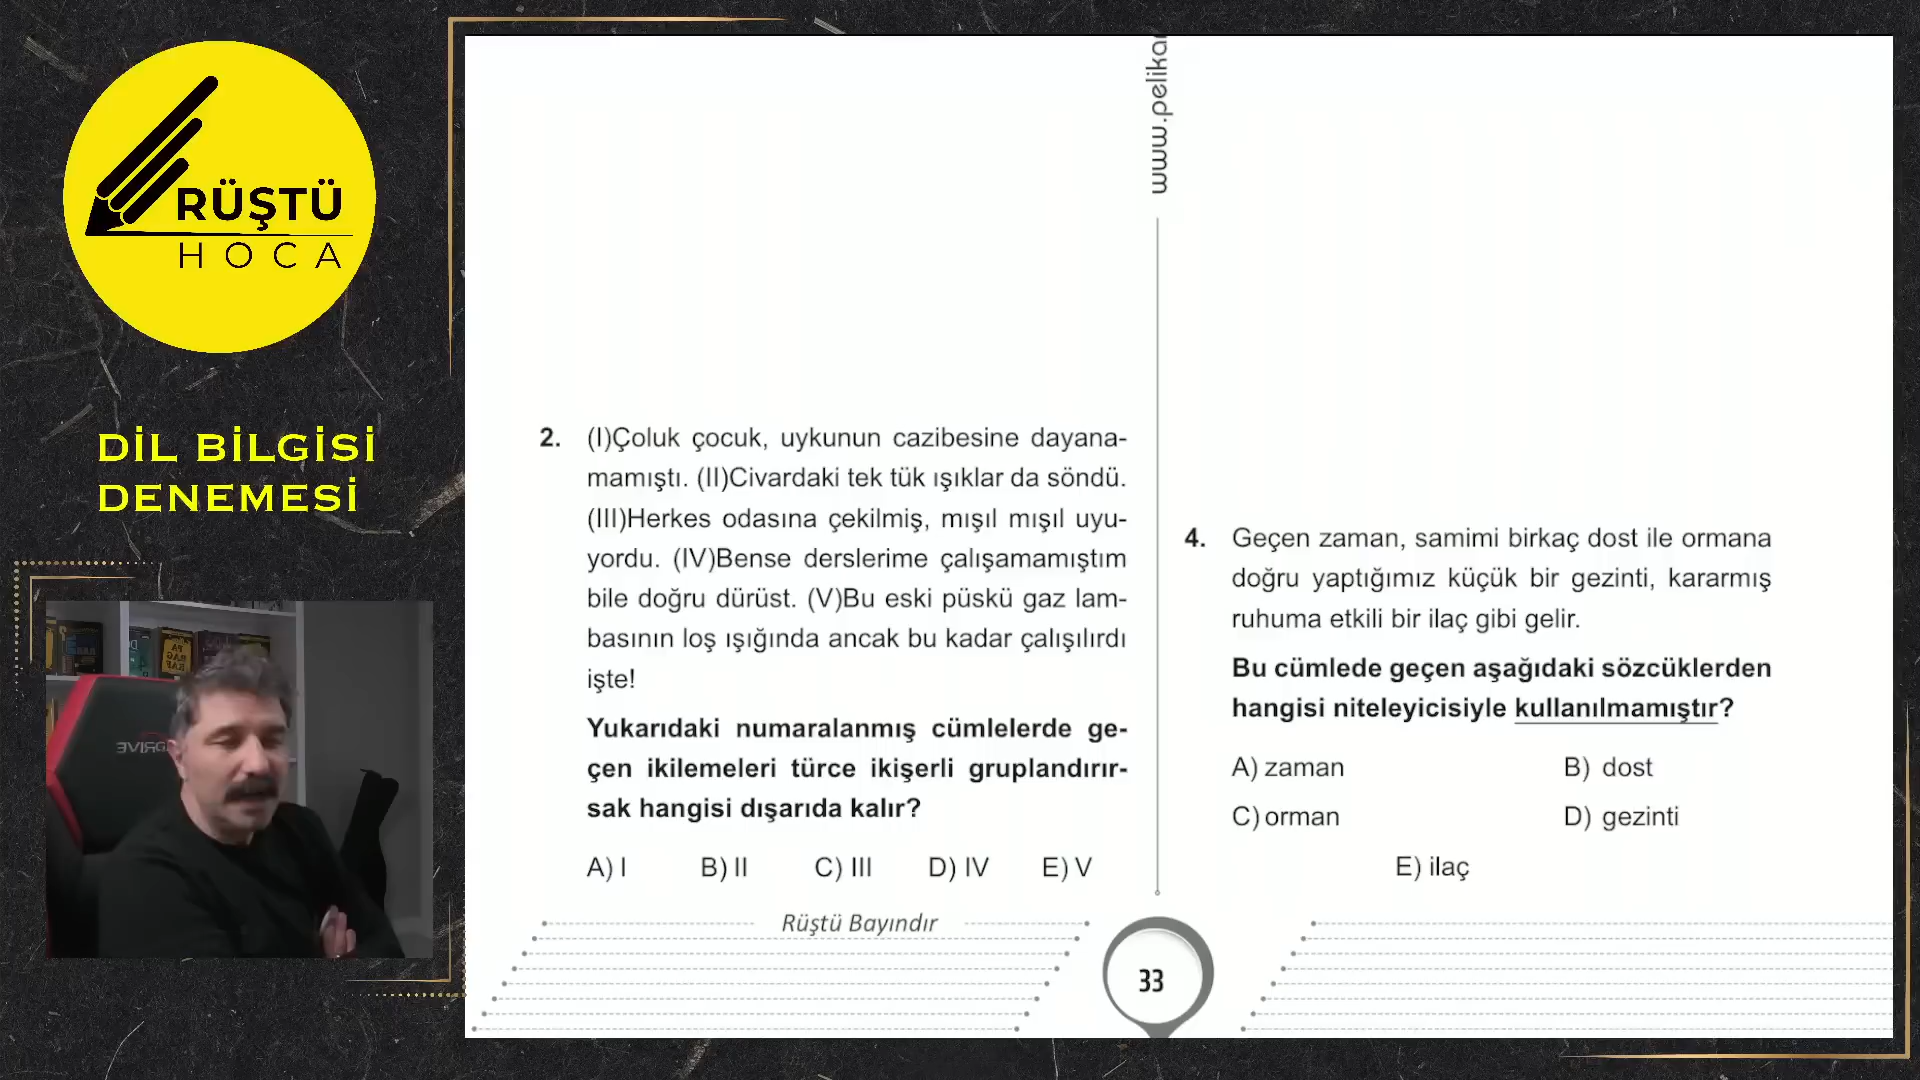 RÜŞTÜ
HOCA
DİL BİLGİSİ
DENEMESİ
www.pelika
2. (I)Çoluk çocuk, uykunun cazibesine dayana-
mamıştı. (II)Civardaki tek tük ışıklar da söndü.
(III)Herkes odasına çekilmiş, mışıl mışıl uyu-
yordu. (IV)Bense derslerime çalışamamıştım
bile doğru dürüst. (V)Bu eski püskü gaz lam-
basının loş ışığında ancak bu kadar çalışılırdı
işte!
Yukarıdaki numaralanmış cümlelerde ge-
çen ikilemeleri türce ikişerli gruplandırır-
sak hangisi dışarıda kalır?
A) I B) II C) III D) IV E) V
Rüştü Bayındır
33
4. Geçen zaman, samimi birkaç dost ile ormana
doğru yaptığımız küçük bir gezinti, kararmış
ruhuma etkili bir ilaç gibi gelir.
Bu cümlede geçen aşağıdaki sözcüklerden
hangisi niteleyicisiyle kullanılmamıştır?
A) zaman B) dost
C) orman D) gezinti
E) ilaç